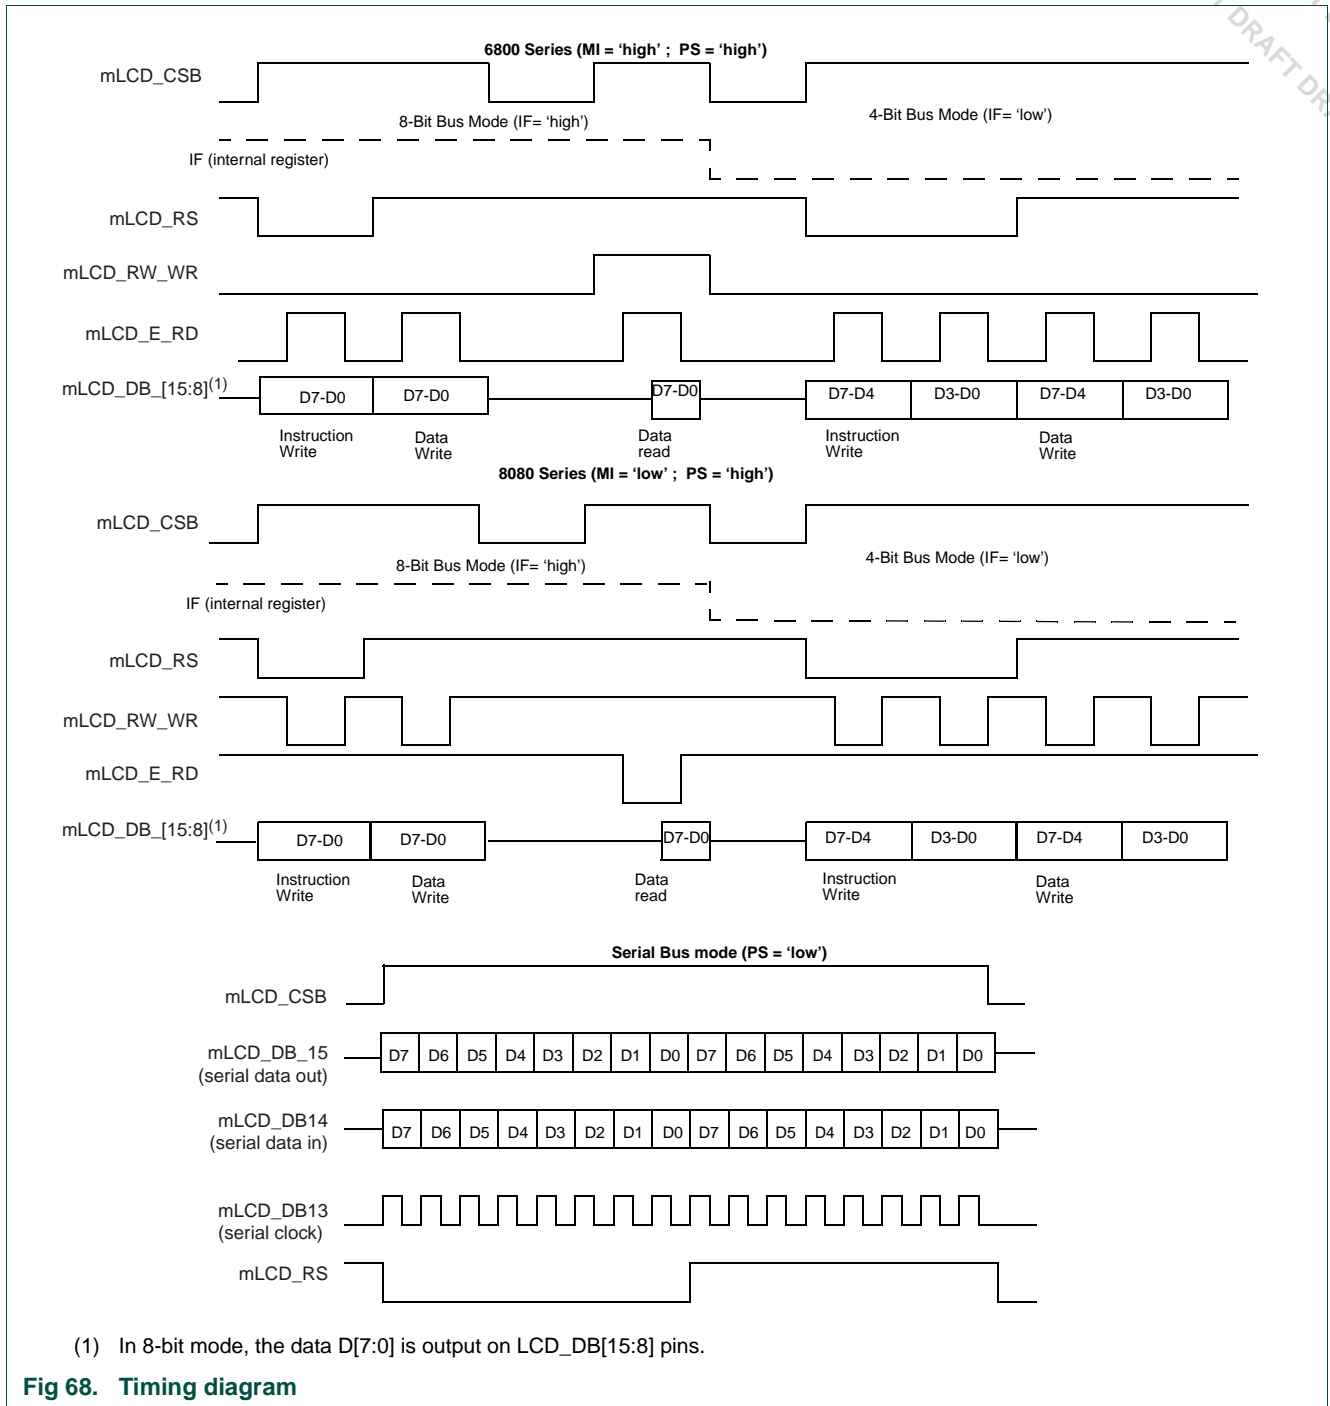 DRAFT DRAFT
6800 Series (MI = ‘high’ ; PS = ‘high’)
mLCD_CSB
8-Bit Bus Mode (IF= ‘high’)
4-Bit Bus Mode (IF= ‘low’)
IF (internal register)
mLCD_RS
mLCD_RW_WR
mLCD_E_RD
mLCD_DB_[15:8](1)
D7-D0 D7-D0 D7-D0 D7-D4 D3-D0 D7-D4 D3-D0
Instruction Data Data Instruction Data
Write Write read Write Write
8080 Series (MI = ‘low’ ; PS = ‘high’)
mLCD_CSB
8-Bit Bus Mode (IF= ‘high’)
4-Bit Bus Mode (IF= ‘low’)
IF (internal register)
mLCD_RS
mLCD_RW_WR
mLCD_E_RD
mLCD_DB_[15:8](1)
D7-D0 D7-D0 D7-D0 D7-D4 D3-D0 D7-D4 D3-D0
Instruction Data Data Instruction Data
Write Write read Write Write
Serial Bus mode (PS = ‘low’)
mLCD_CSB
mLCD_DB_15
(serial data out)
D7 D6 D5 D4 D3 D2 D1 D0 D7 D6 D5 D4 D3 D2 D1 D0
mLCD_DB14
(serial data in)
D7 D6 D5 D4 D3 D2 D1 D0 D7 D6 D5 D4 D3 D2 D1 D0
mLCD_DB13
(serial clock)
mLCD_RS
(1) In 8-bit mode, the data D[7:0] is output on LCD_DB[15:8] pins.
Fig 68. Timing diagram